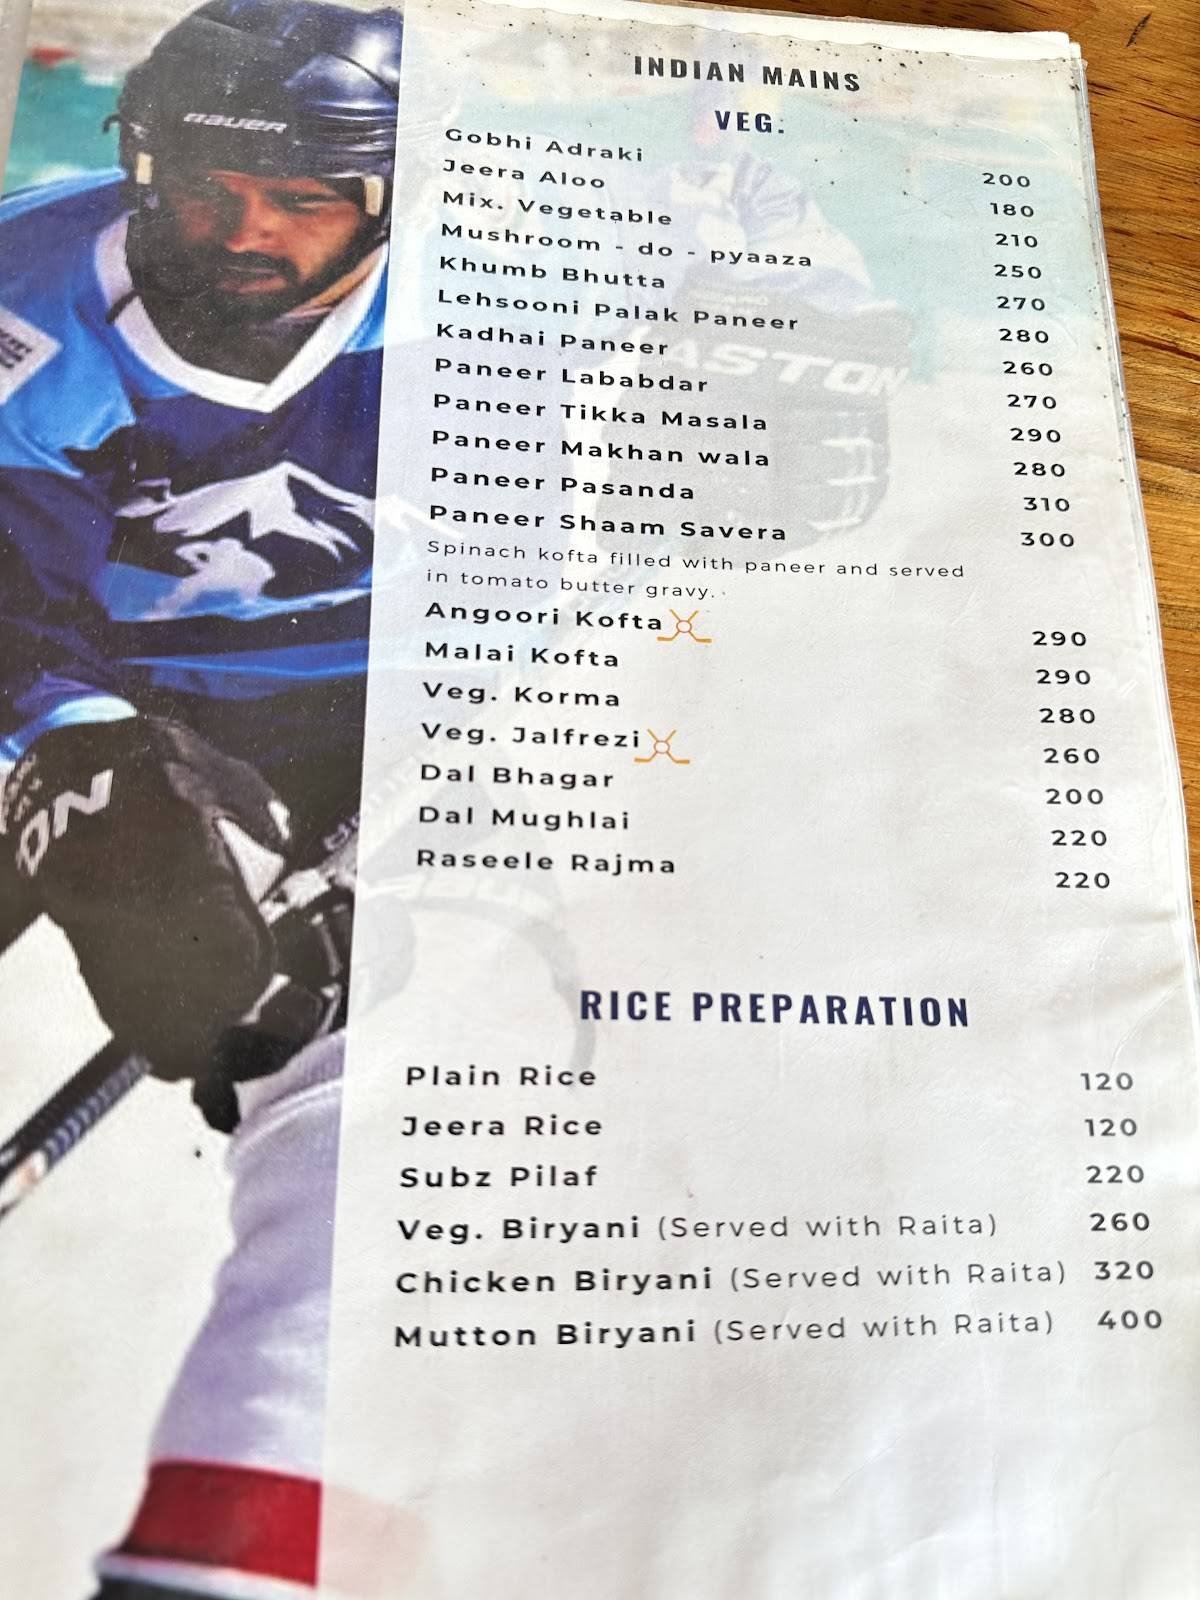 INDIAN MAINS
VEG.
Gobhi Adraki 200
Jeera Aloo 180
Mix. Vegetable 210
Mushroom - do - pyaaza 250
Khumb Bhutta 270
Lehsooni Palak Paneer 280
Kadhai Paneer 260
Paneer Lababdar 270
Paneer Tikka Masala 290
Paneer Makhan wala 280
Paneer Pasanda 310
Paneer Shaam Savera 300
Spinach kofta filled with paneer and served
in tomato butter gravy.
Angoori Kofta 290
Malai Kofta 290
Veg. Korma 280
Veg. Jalfrezi 260
Dal Bhagar 200
Dal Mughlai 220
Raseele Rajma 220
RICE PREPARATION
Plain Rice 120
Jeera Rice 120
Subz Pilaf 220
Veg. Biryani (Served with Raita) 260
Chicken Biryani (Served with Raita) 320
Mutton Biryani (Served with Raita) 400
BAUER
ASTON
ON